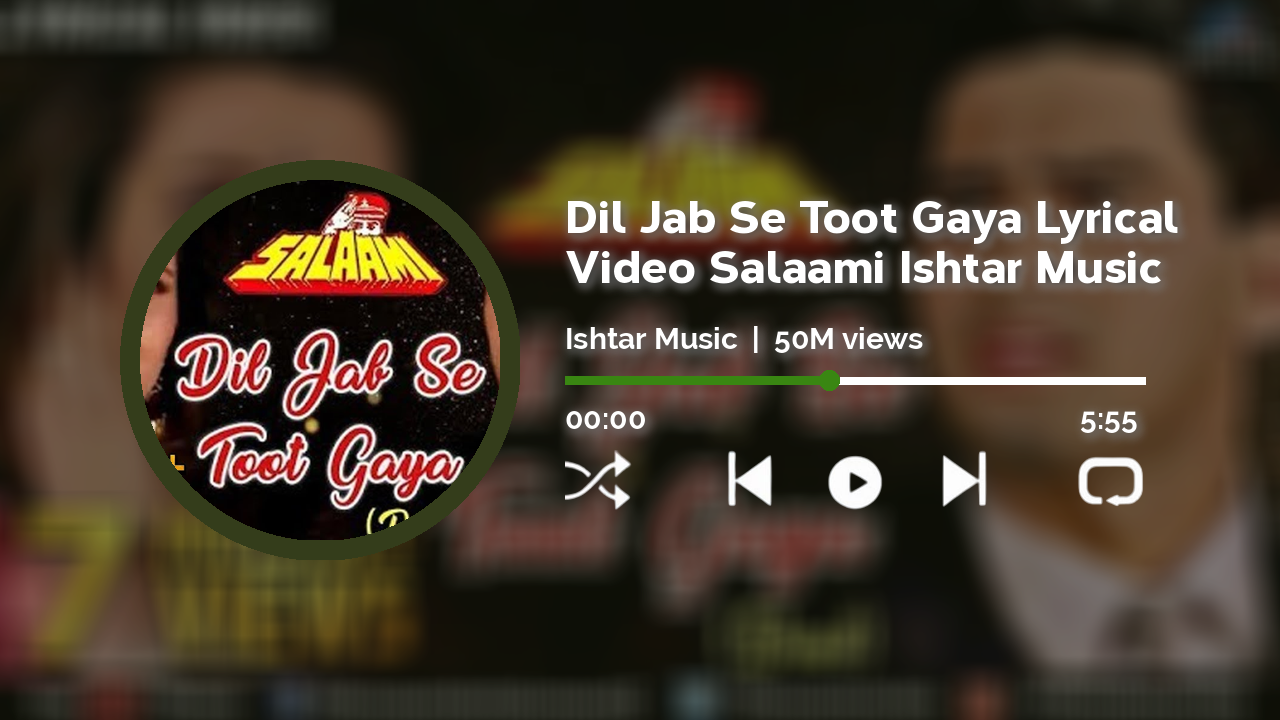 SALAAMI
Dil Jab Se
Toot Gaya
Dil Jab Se Toot Gaya Lyrical
Video Salaami Ishtar Music
Ishtar Music | 50M views
00:00
5:55